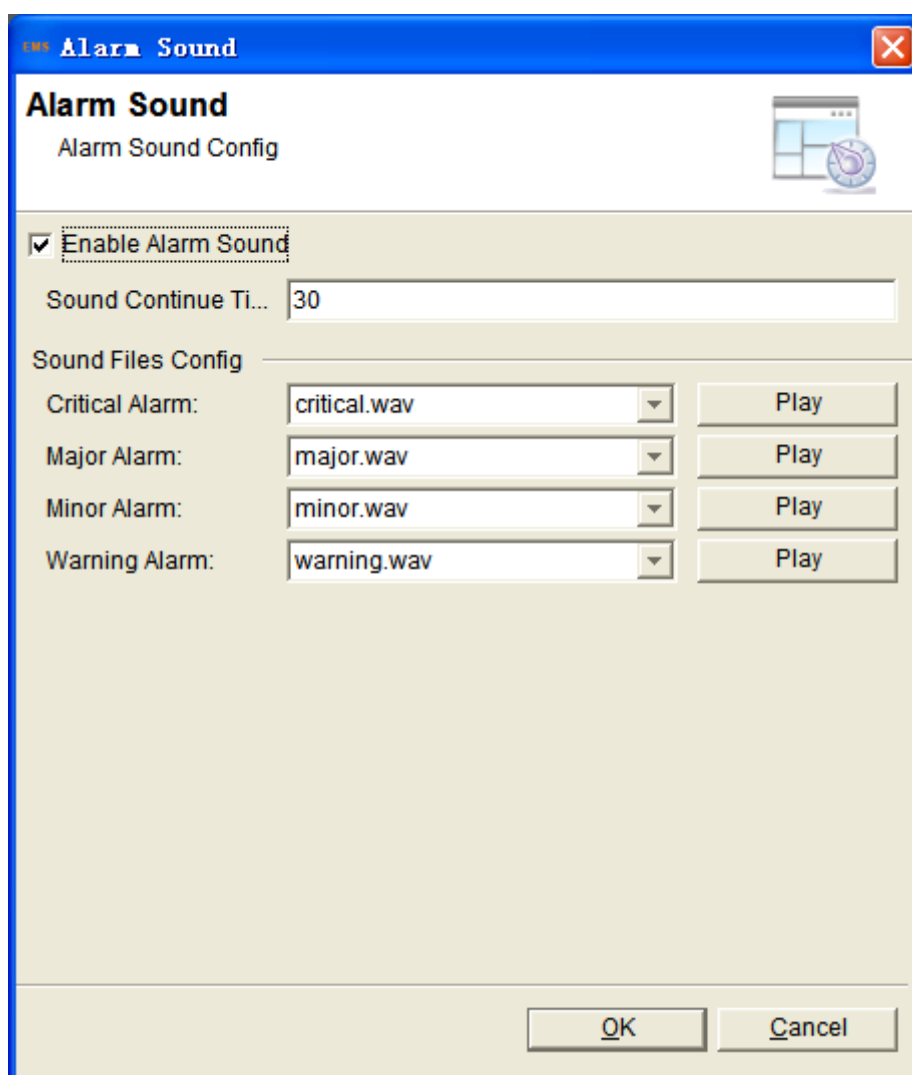 EMS Alarm Sound
Alarm Sound
Alarm Sound Config
Enable Alarm Sound
Sound Continue Ti... 30
Sound Files Config
Critical Alarm: critical.wav Play
Major Alarm: major.wav Play
Minor Alarm: minor.wav Play
Warning Alarm: warning.wav Play
OK Cancel